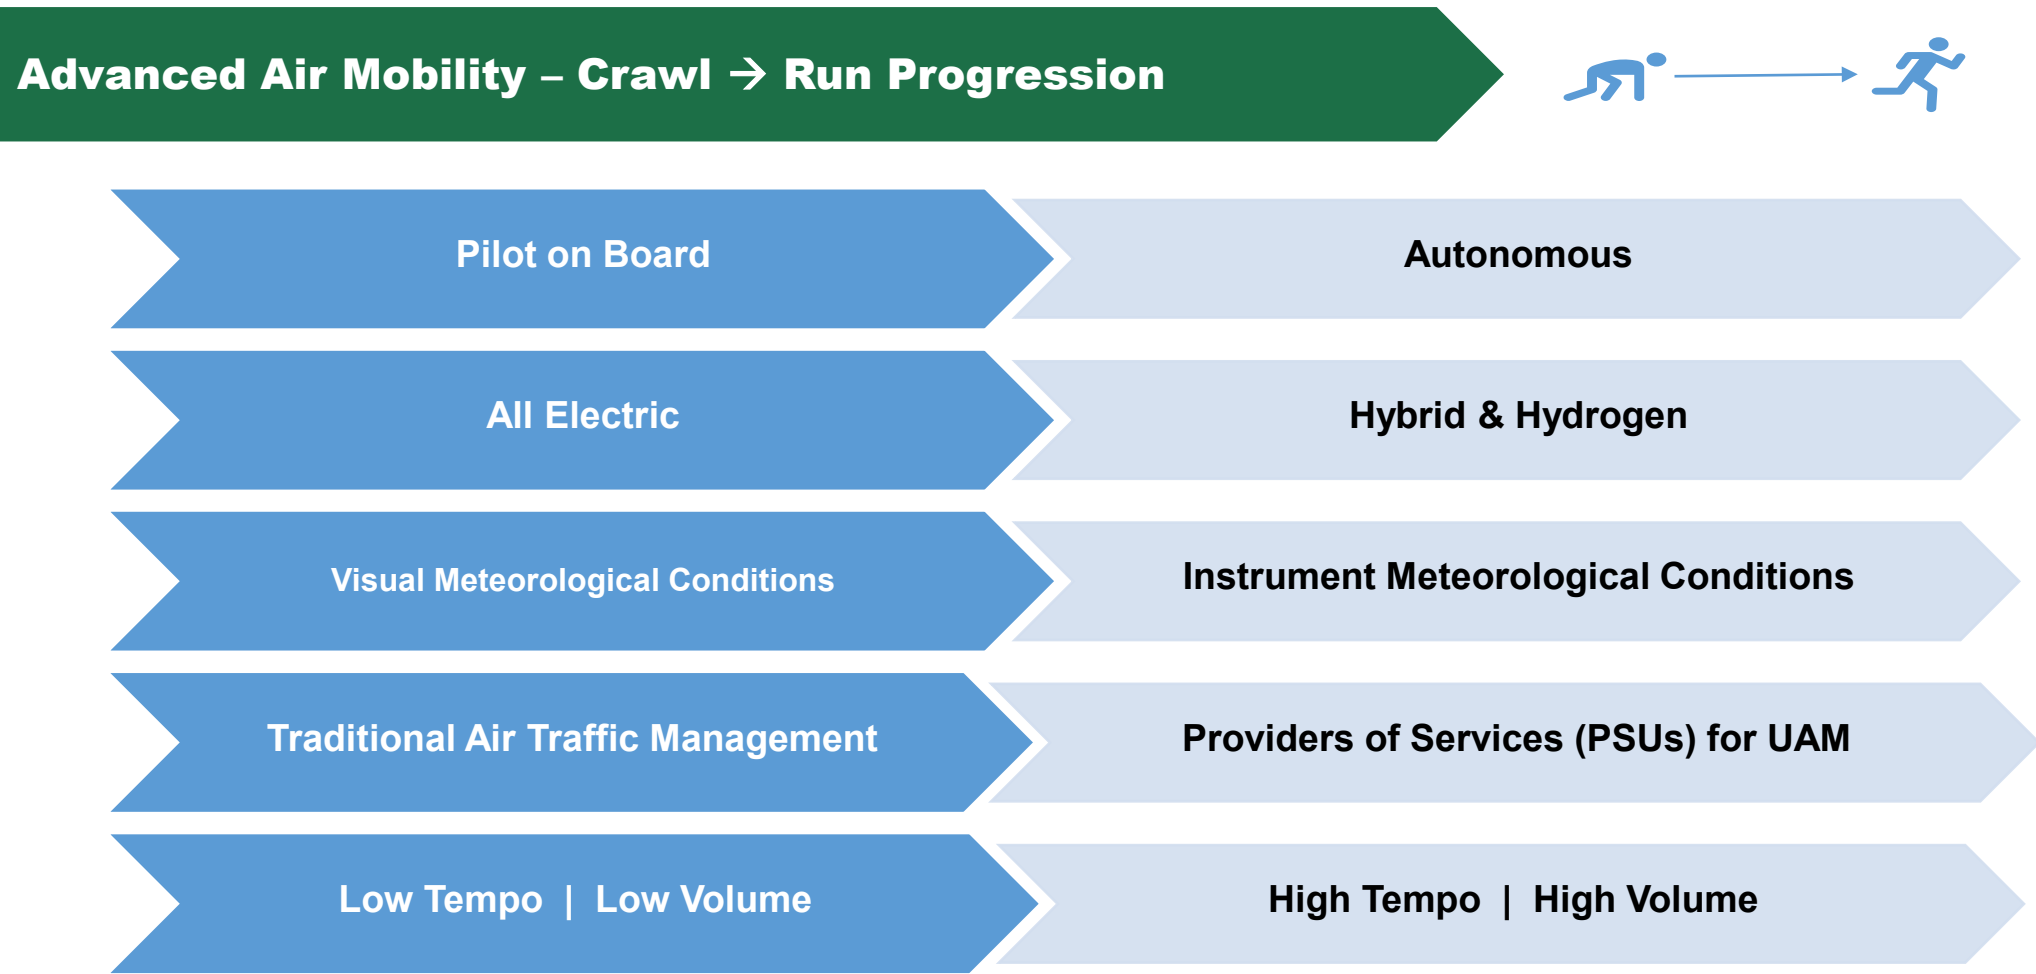 Advanced Air Mobility – Crawl → Run Progression
Pilot on Board
Autonomous
All Electric
Hybrid & Hydrogen
Visual Meteorological Conditions
Instrument Meteorological Conditions
Traditional Air Traffic Management
Providers of Services (PSUs) for UAM
Low Tempo | Low Volume
High Tempo | High Volume